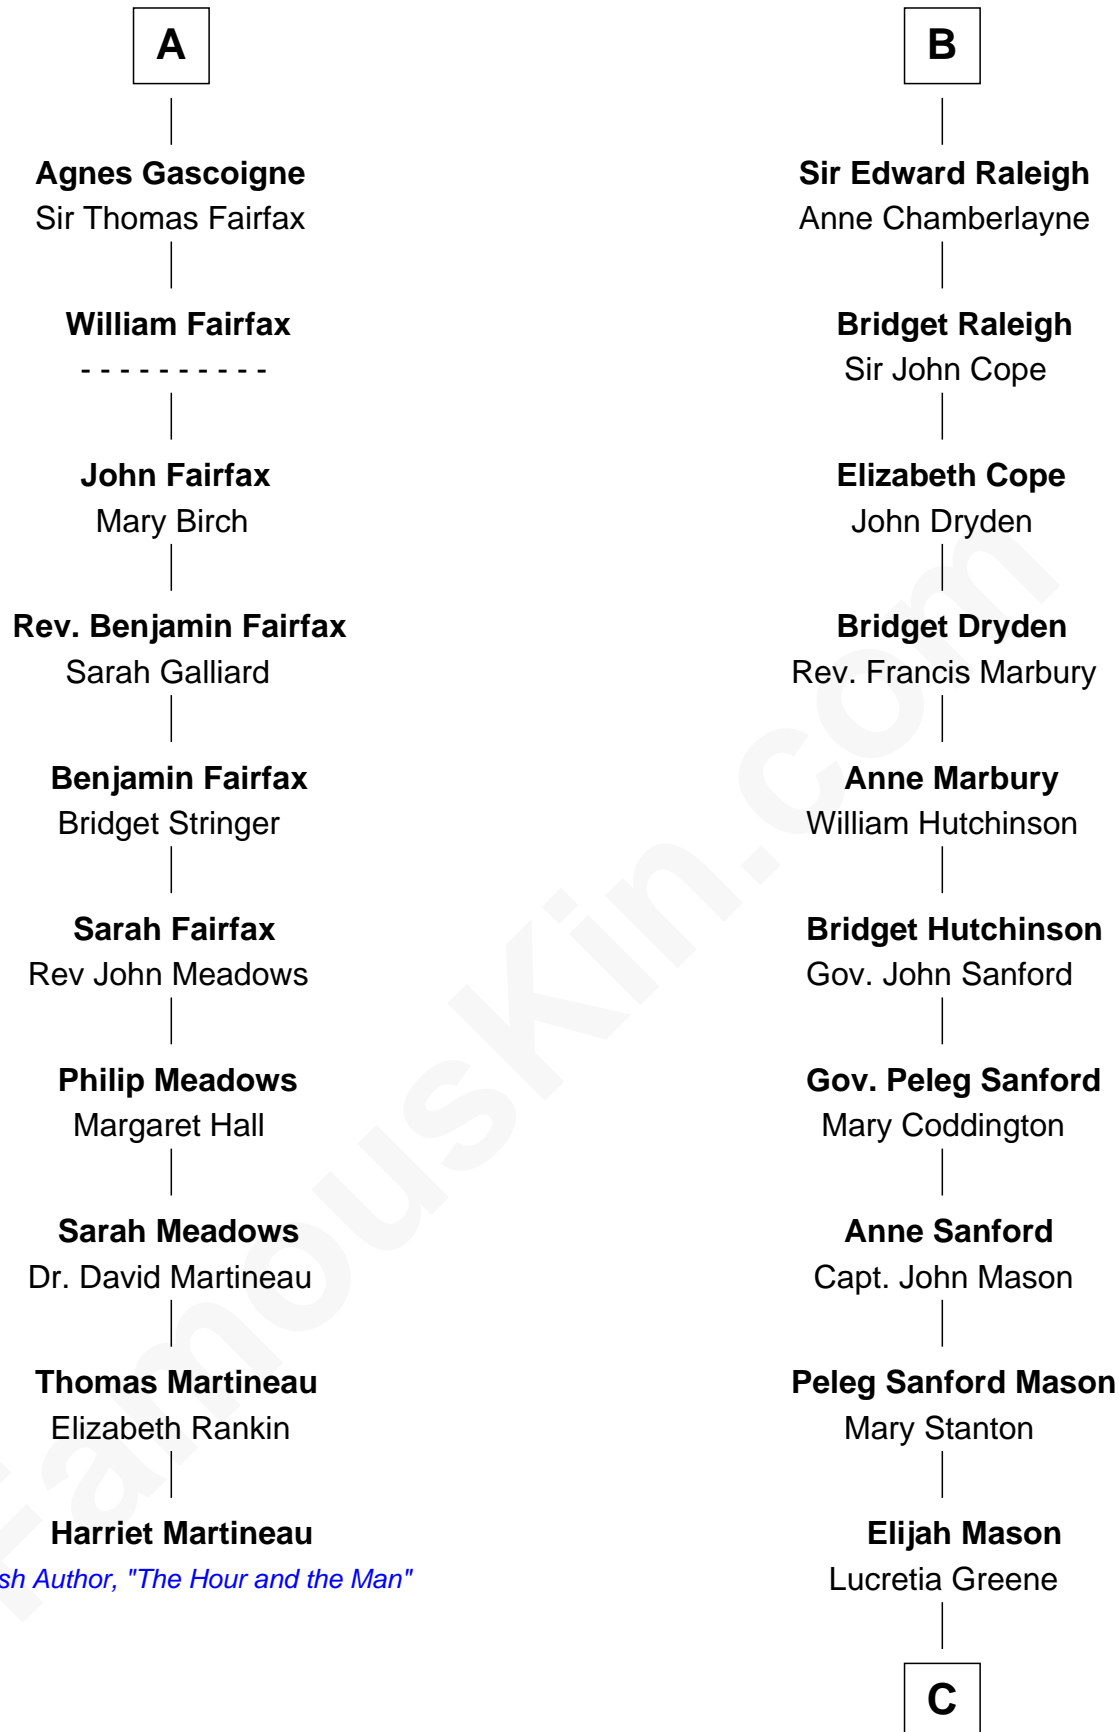 A
Agnes Gascoigne
Sir Thomas Fairfax
William Fairfax
- - - - - - - - - -
John Fairfax
Mary Birch
Rev. Benjamin Fairfax
Sarah Galliard
Benjamin Fairfax
Bridget Stringer
Sarah Fairfax
Rev John Meadows
Philip Meadows
Margaret Hall
Sarah Meadows
Dr. David Martineau
Thomas Martineau
Elizabeth Rankin
Harriet Martineau
sh Author, "The Hour and the Man"
B
Sir Edward Raleigh
Anne Chamberlayne
Bridget Raleigh
Sir John Cope
Elizabeth Cope
John Dryden
Bridget Dryden
Rev. Francis Marbury
Anne Marbury
William Hutchinson
Bridget Hutchinson
Gov. John Sanford
Gov. Peleg Sanford
Mary Coddington
Anne Sanford
Capt. John Mason
Peleg Sanford Mason
Mary Stanton
Elijah Mason
Lucretia Greene
C
FamousKin.com